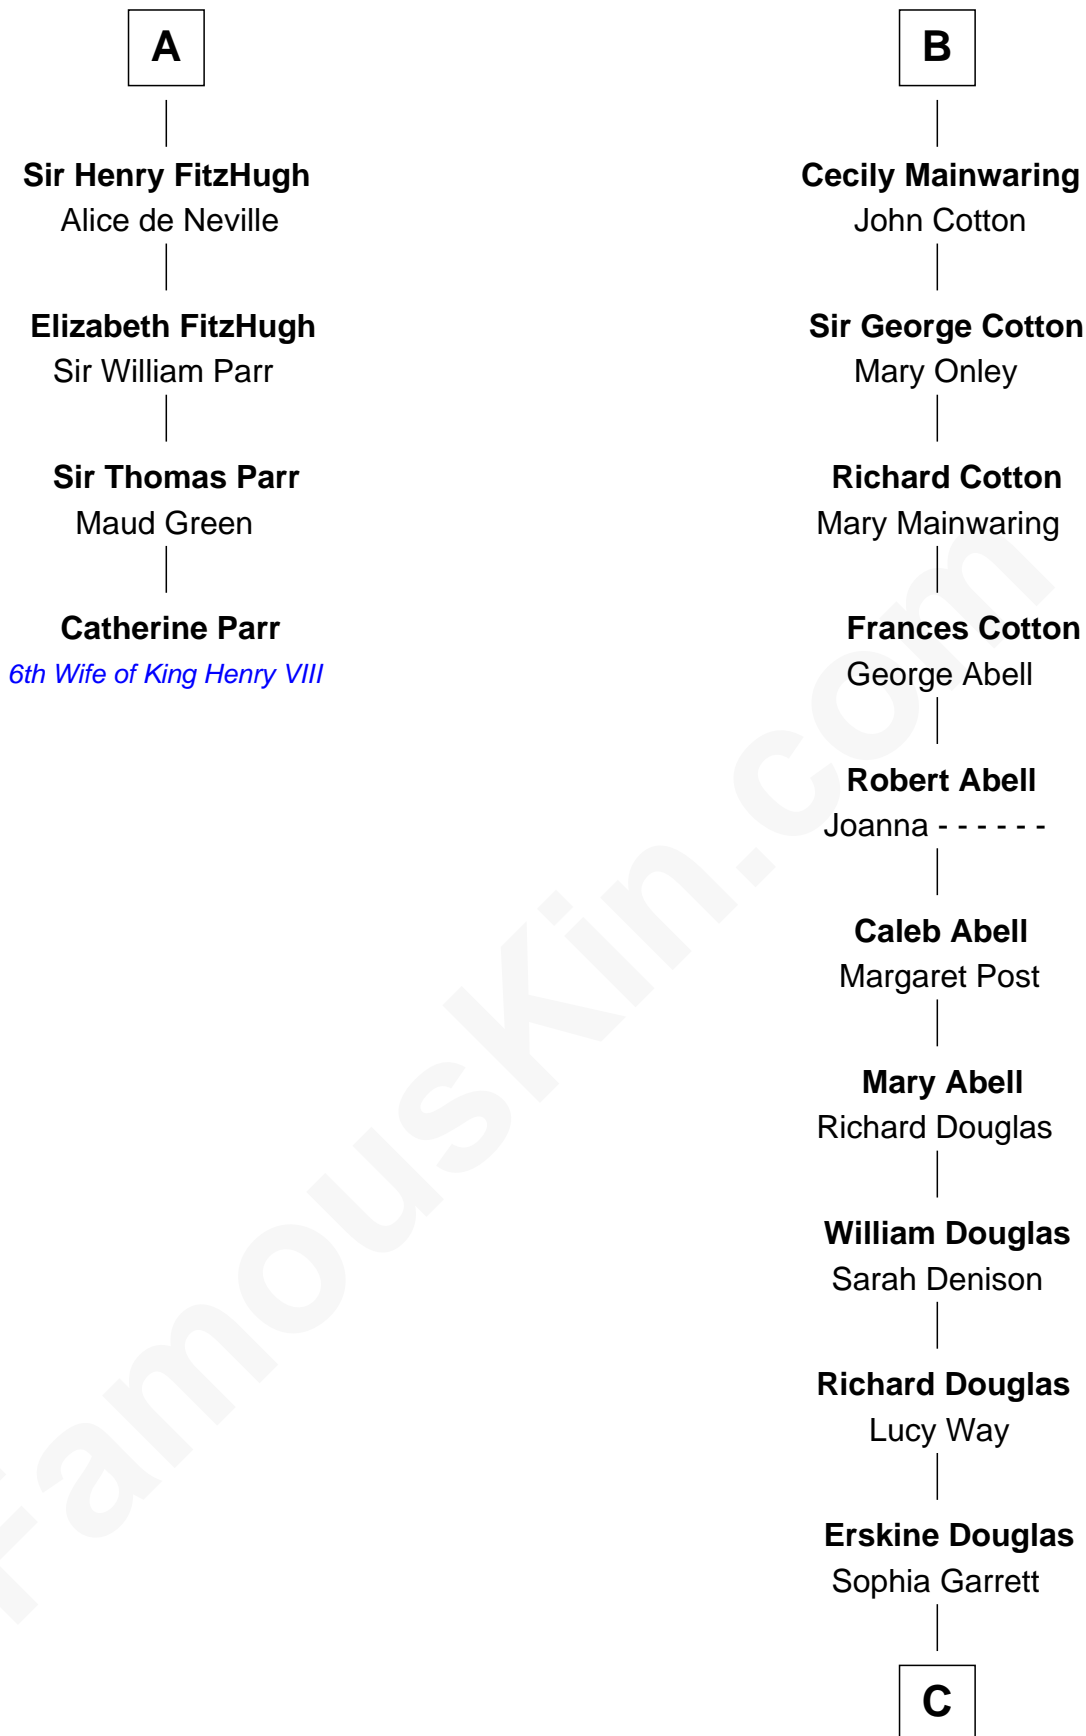 A
Sir Henry FitzHugh
Alice de Neville
Elizabeth FitzHugh
Sir William Parr
Sir Thomas Parr
Maud Green
Catherine Parr
6th Wife of King Henry VIII
B
Cecily Mainwaring
John Cotton
Sir George Cotton
Mary Onley
Richard Cotton
Mary Mainwaring
Frances Cotton
George Abell
Robert Abell
Joanna - - - - - -
Caleb Abell
Margaret Post
Mary Abell
Richard Douglas
William Douglas
Sarah Denison
Richard Douglas
Lucy Way
Erskine Douglas
Sophia Garrett
C
FamousKin.com